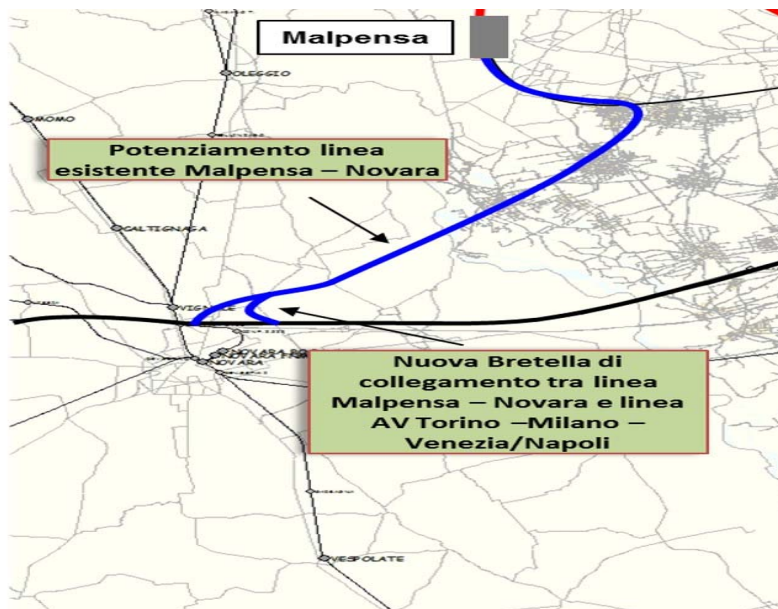 Malpensa
OLEGGIO
MOMO
Potenziamento linea
esistente Malpensa – Novara
CALTIGNAGA
NOVARA
Nuova Bretella di
collegamento tra linea
Malpensa – Novara e linea
AV Torino –Milano –
Venezia/Napoli
VESPOLATE